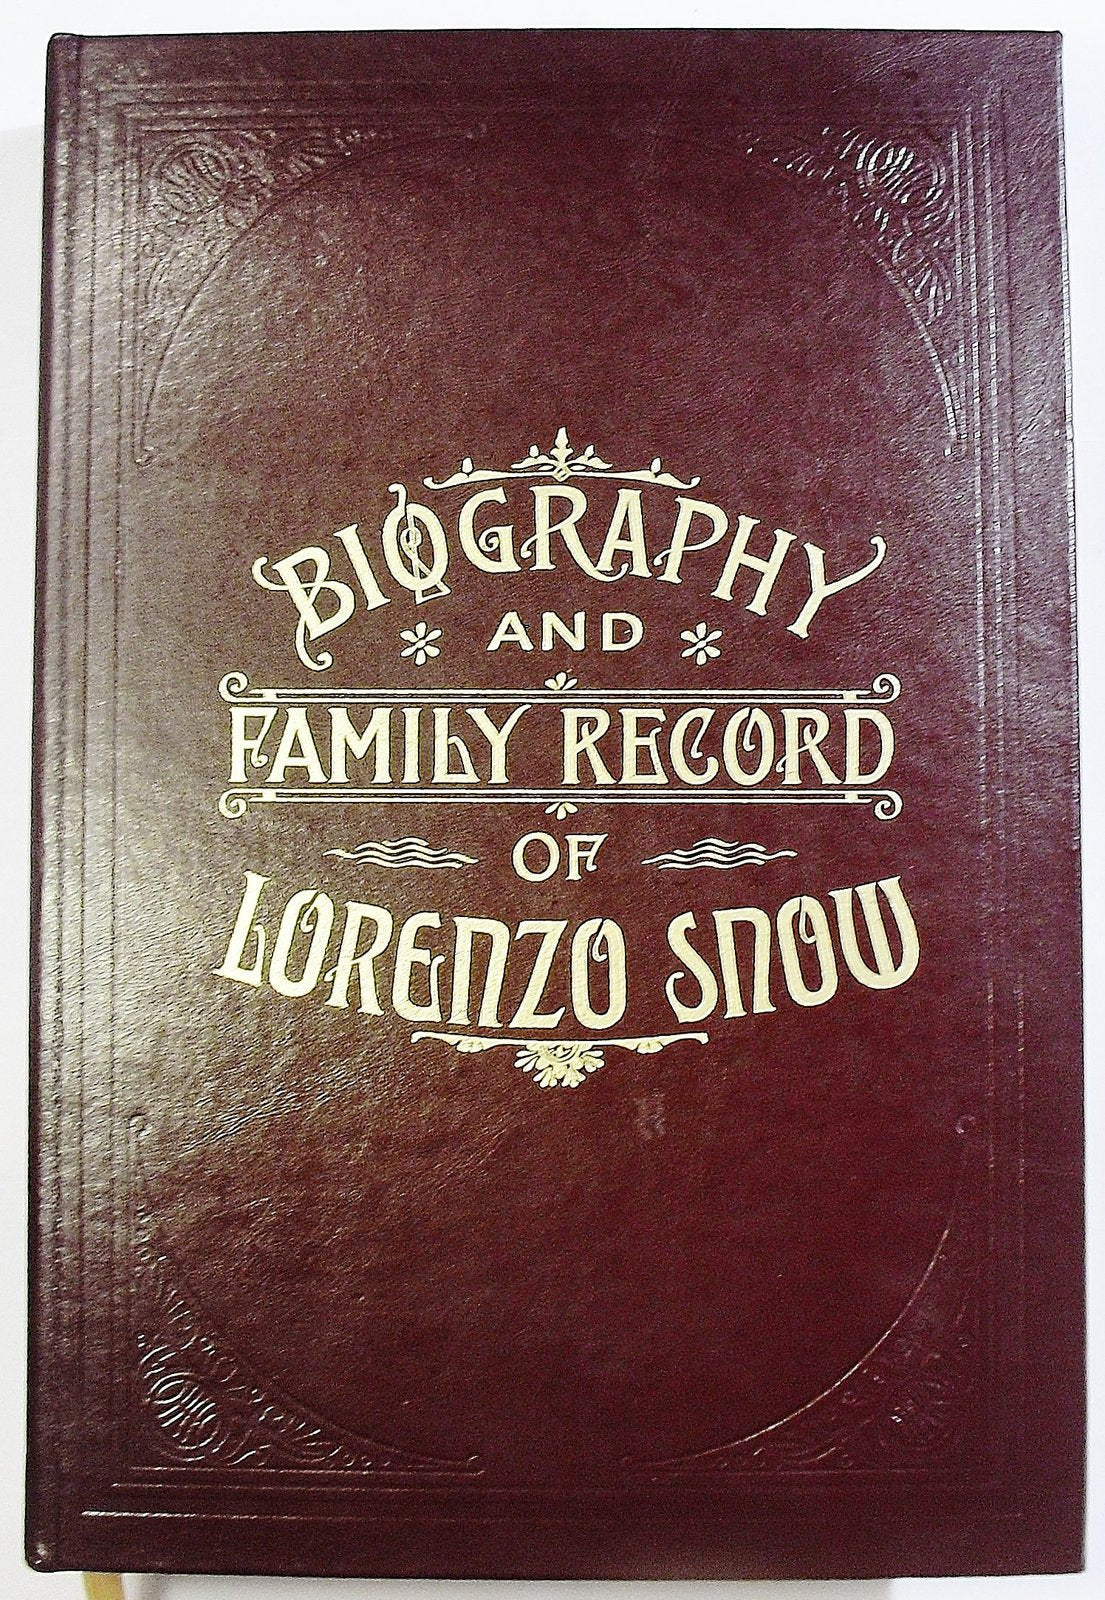 BIOGRAPHY
AND
FAMILY RECORD
OF
LORENZO SNOW